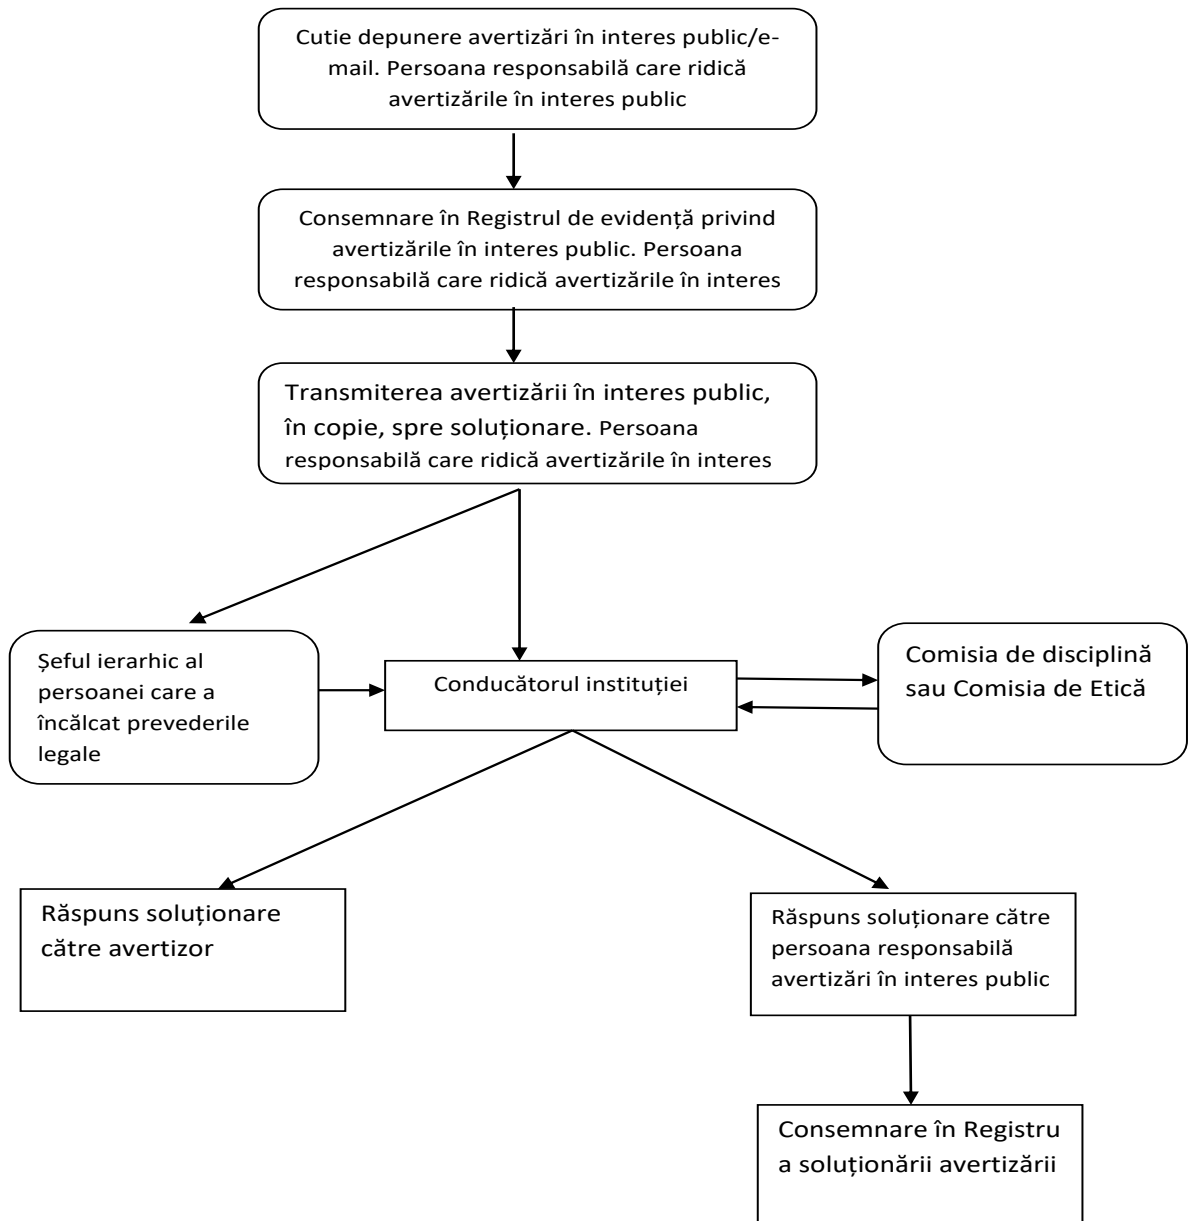 Cutie depunere avertizări în interes public/e-
mail. Persoana responsabilă care ridică
avertizările în interes public
Consemnare în Registrul de evidență privind
avertizările în interes public. Persoana
responsabilă care ridică avertizările în interes
Transmiterea avertizării în interes public,
în copie, spre soluționare. Persoana
responsabilă care ridică avertizările în interes
Șeful ierarhic al
persoanei care a
încălcat prevederile
legale
Conducătorul instituției
Comisia de disciplină
sau Comisia de Etică
Răspuns soluționare
către avertizor
Răspuns soluționare către
persoana responsabilă
avertizări în interes public
Consemnare în Registru
a soluționării avertizării